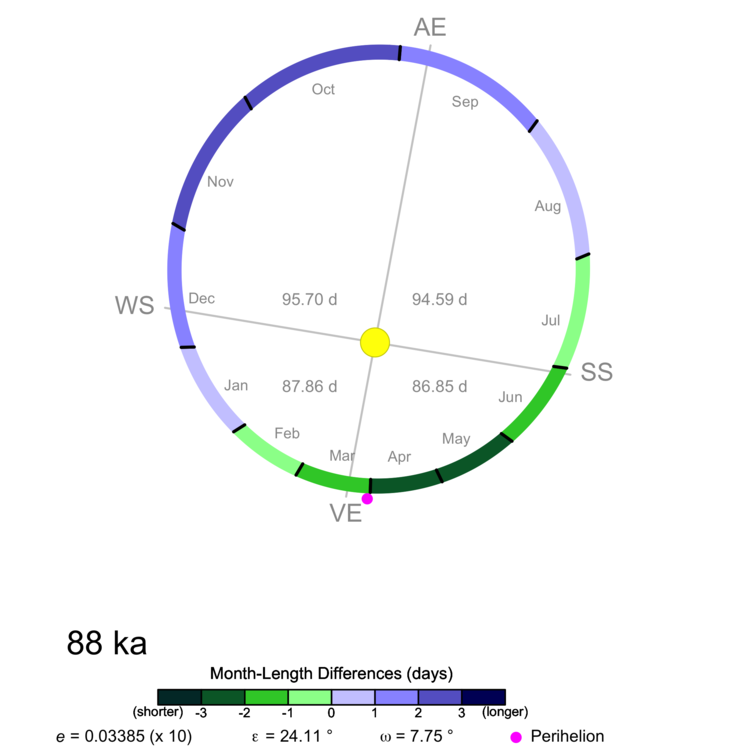 AE
Oct
Sep
Nov
Aug
WS
Dec
95.70 d
94.59 d
Jul
SS
Jan
87.86 d
86.85 d
Jun
Feb
May
Mar
Apr
VE
88 ka
Month-Length Differences (days)
(shorter) -3 -2 -1 0 1 2 3 (longer)
e = 0.03385 (x 10) ε = 24.11 ° ω = 7.75 ° Perihelion